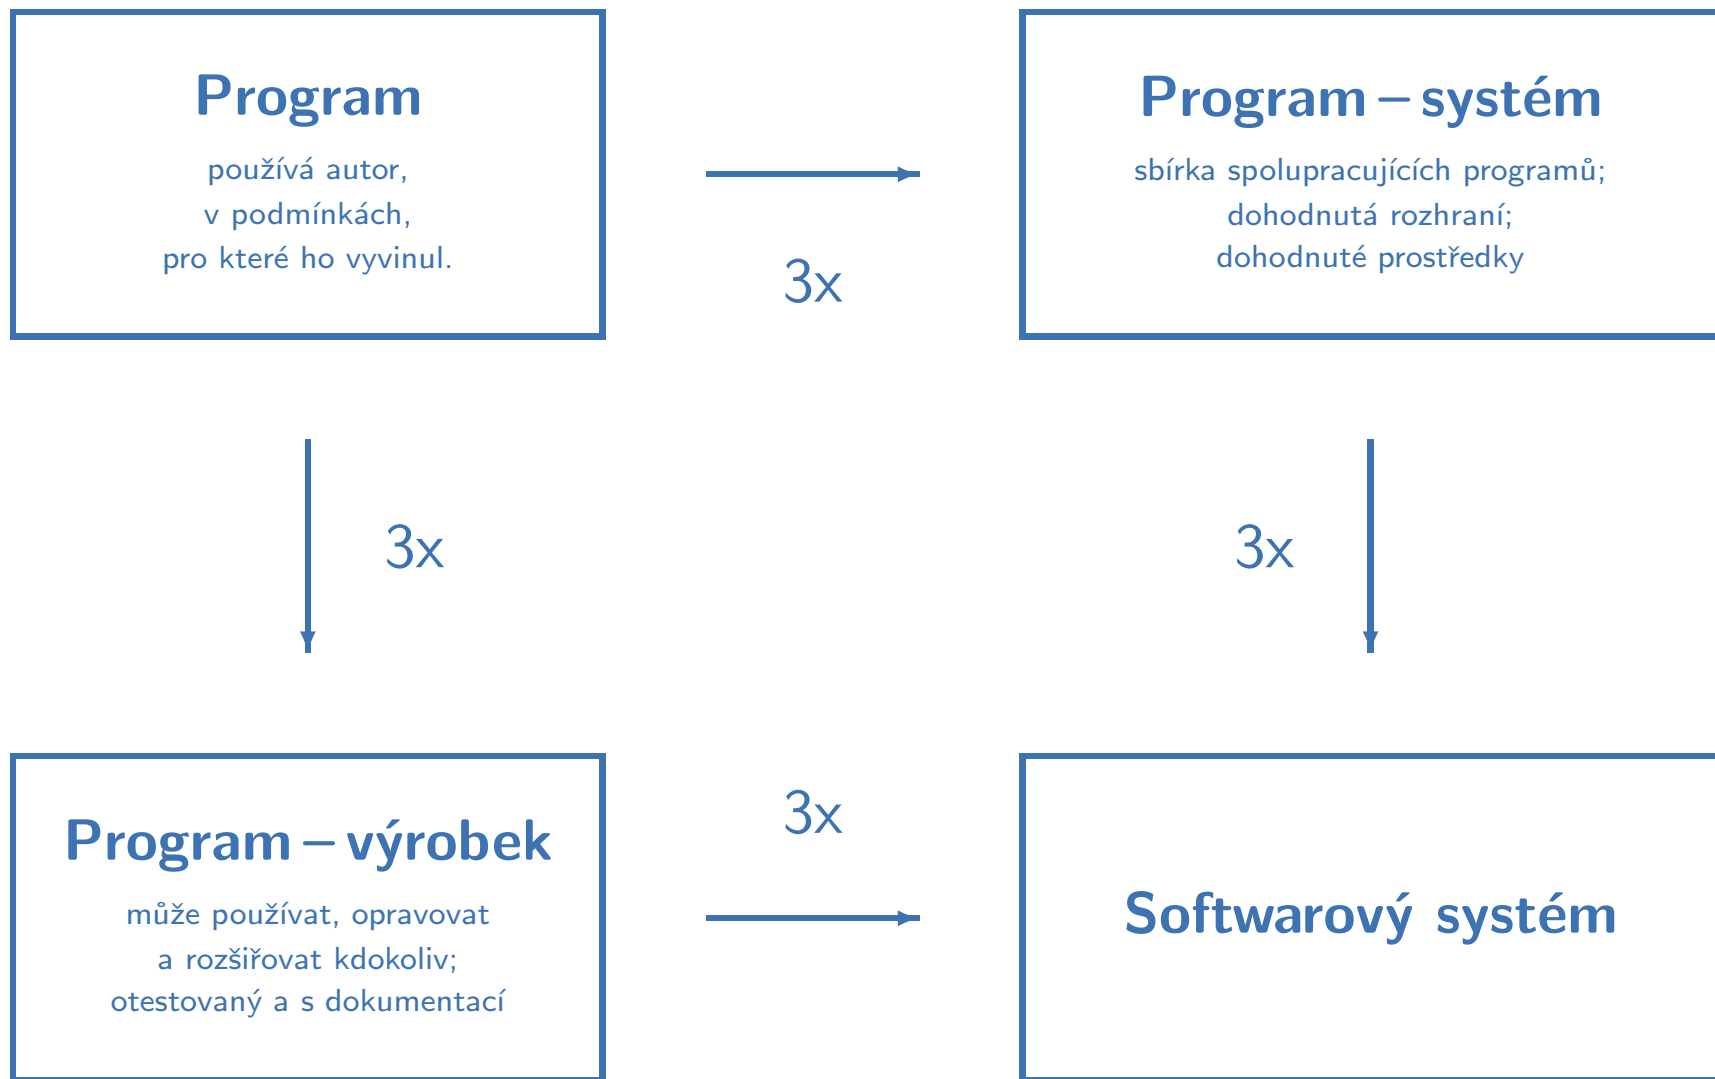 Program
používá autor,
v podmínkách,
pro které ho vyvinul.
3x
Program – systém
sbírka spolupracujících programů;
dohodnutá rozhraní;
dohodnuté prostředky
3x
3x
Program – výrobek
může používat, opravovat
a rozšiřovat kdokoliv;
otestovaný a s dokumentací
3x
Softwarový systém